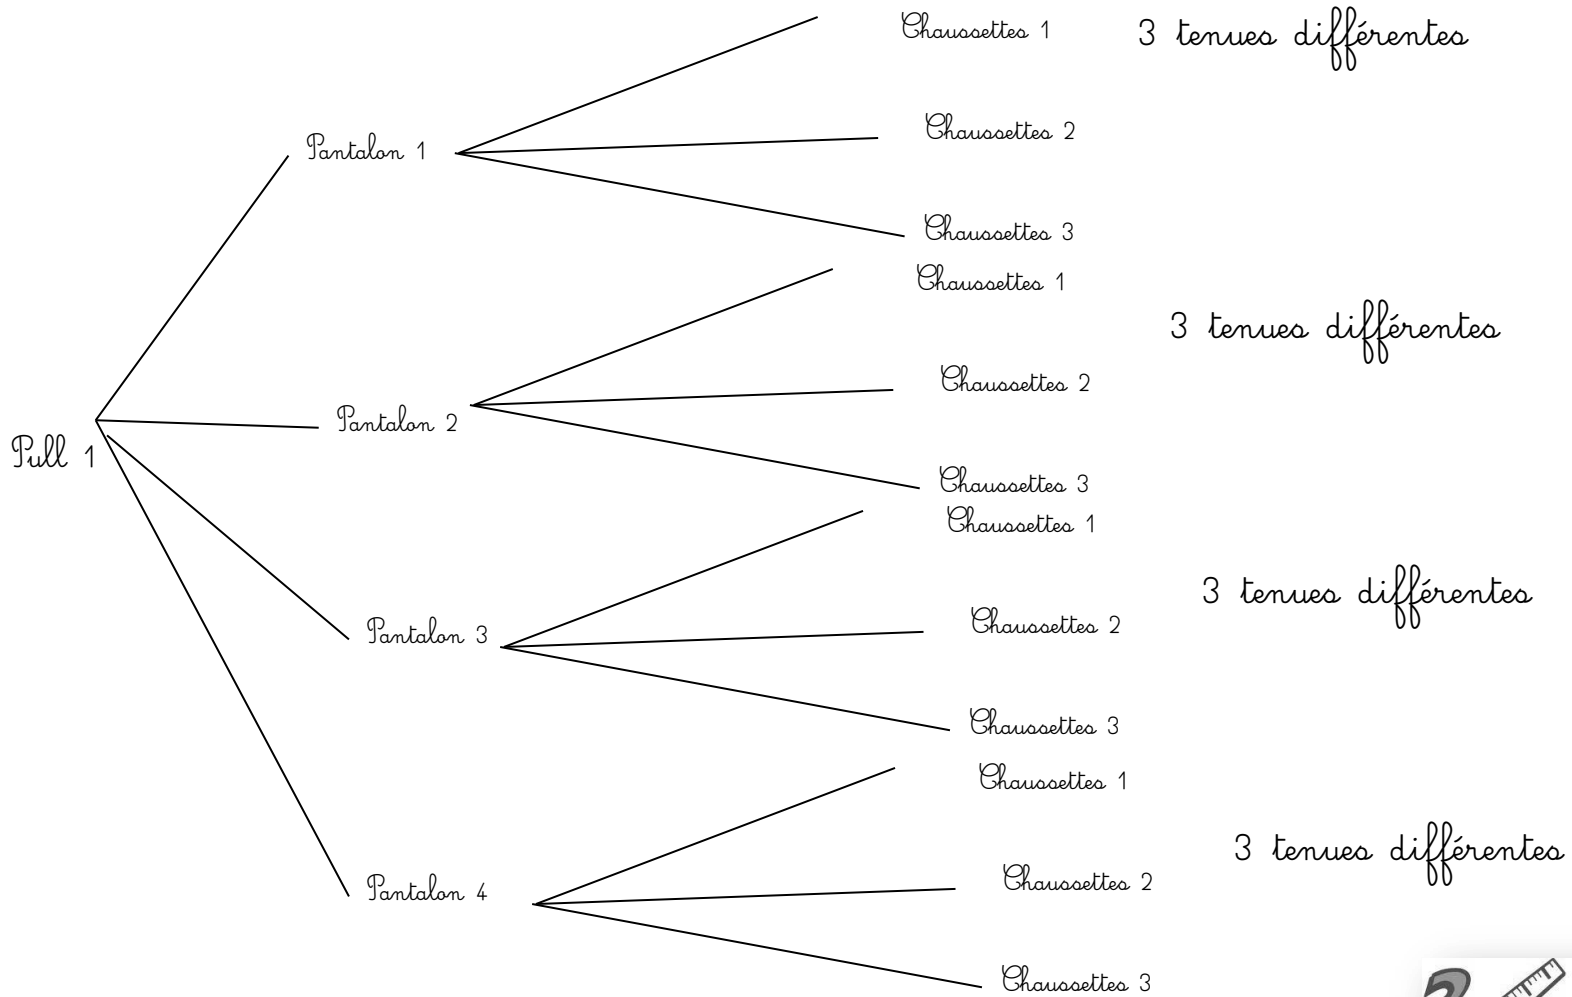 Chaussettes 1
3 tenues différentes
Pantalon 1
Chaussettes 2
Chaussettes 3
Chaussettes 1
3 tenues différentes
Pantalon 2
Chaussettes 2
Pull 1
Chaussettes 3
Chaussettes 1
3 tenues différentes
Pantalon 3
Chaussettes 2
Chaussettes 3
Chaussettes 1
3 tenues différentes
Pantalon 4
Chaussettes 2
Chaussettes 3